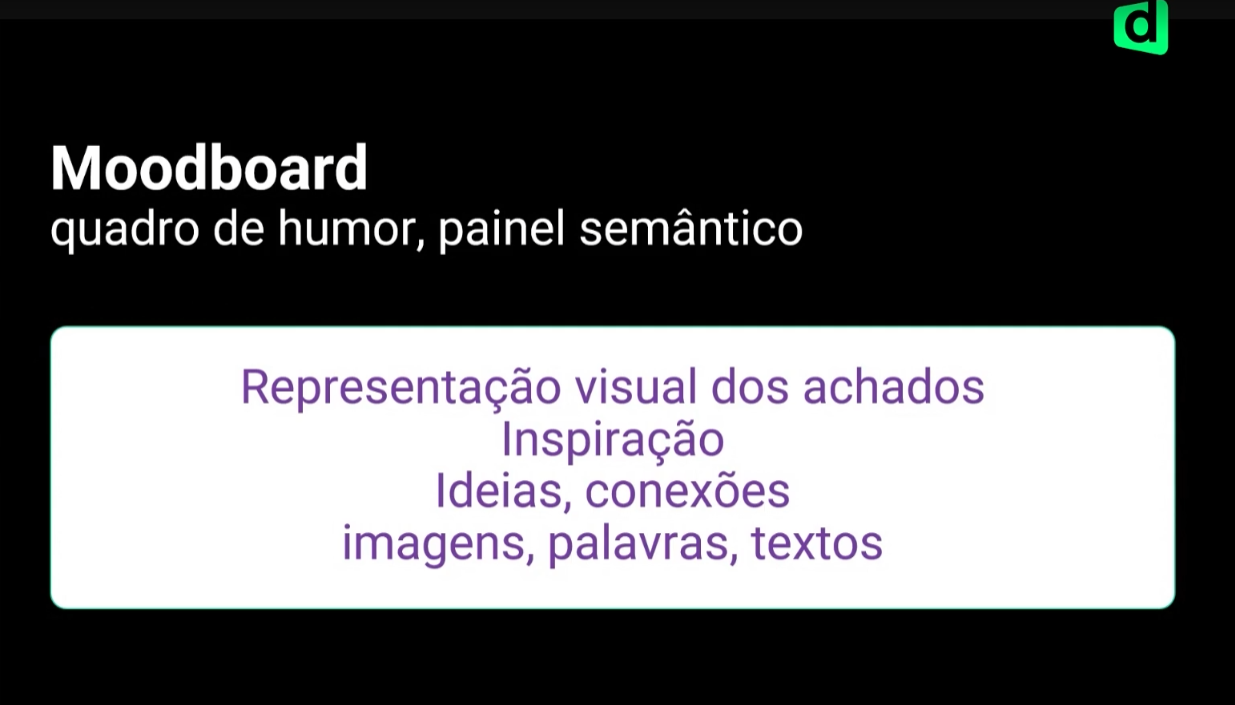 d
Moodboard
quadro de humor, painel semântico
Representação visual dos achados
Inspiração
Ideias, conexões
imagens, palavras, textos